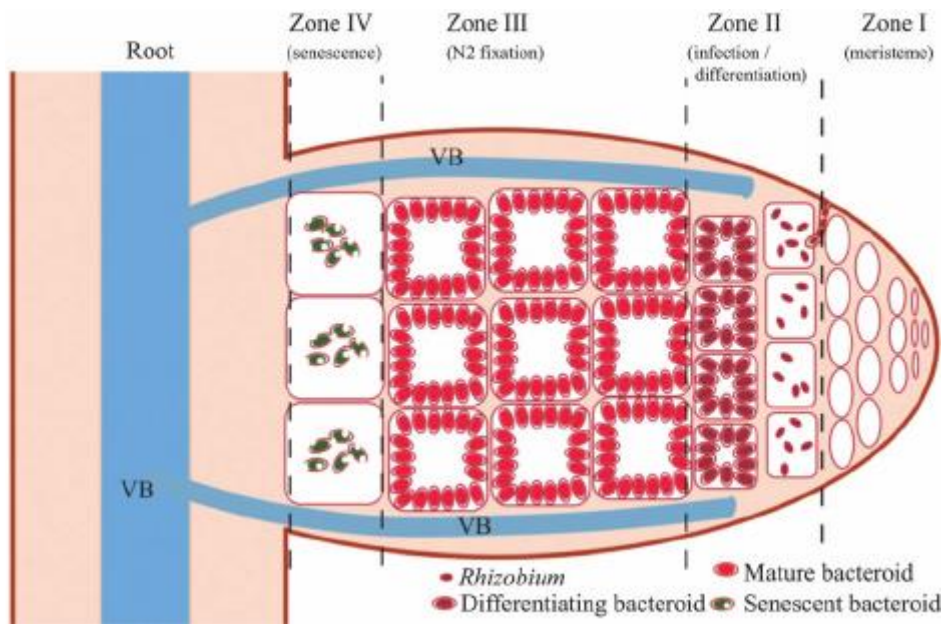 Root
Zone IV
(senescence)
Zone III
(N2 fixation)
Zone II
(infection /
differentiation)
Zone I
(meristeme)
VB
VB
VB
Rhizobium
Mature bacteroid
Differentiating bacteroid
Senescent bacteroid